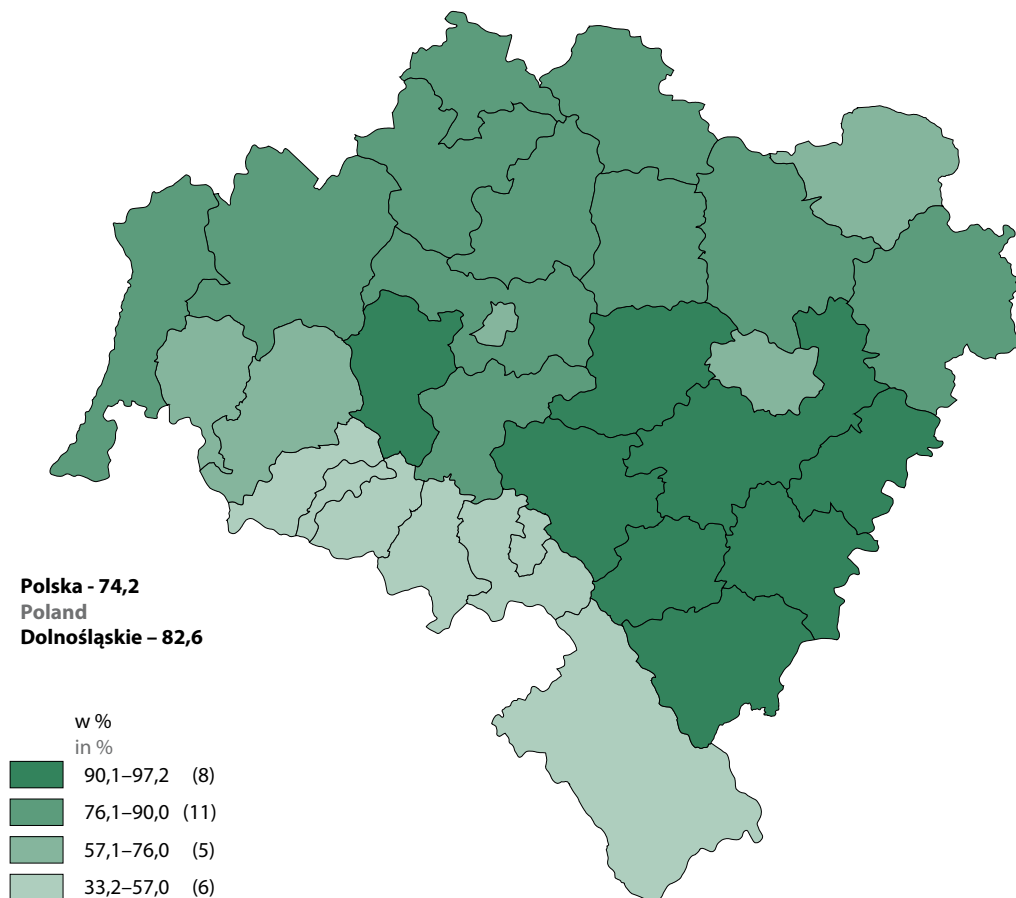 Polska - 74,2
Poland
Dolnośląskie – 82,6
w %
in %
90,1–97,2 (8)
76,1–90,0 (11)
57,1–76,0 (5)
33,2–57,0 (6)